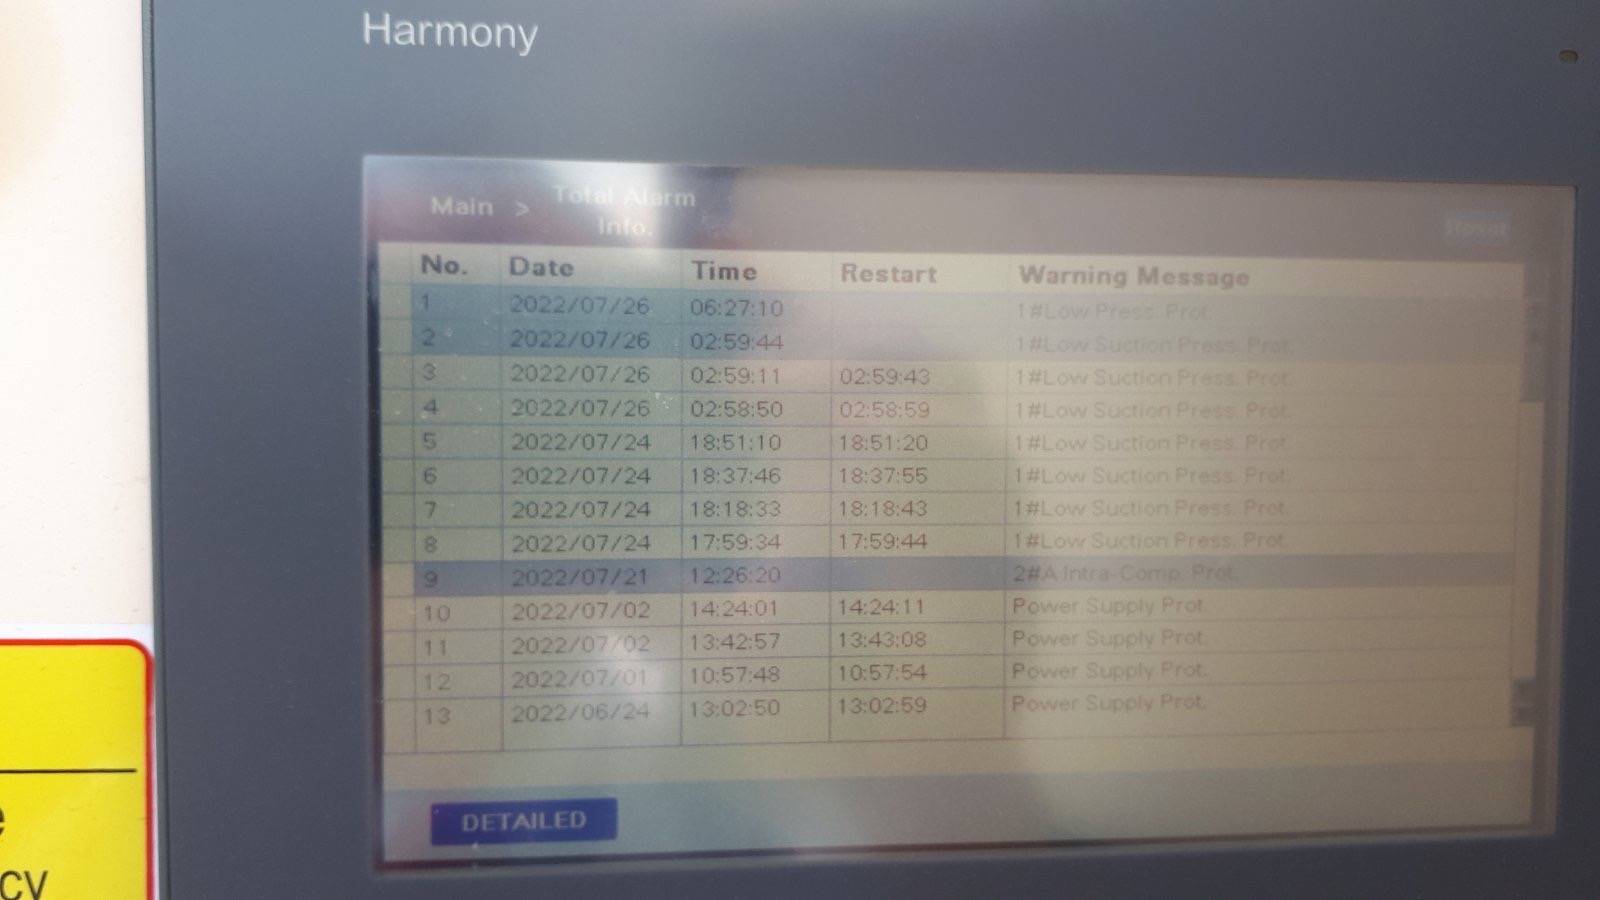 Harmony
Main > Total Alarm
Info.
Reset
No. Date Time Restart Warning Message
1 2022/07/26 06:27:10 1#Low Press. Prot.
2 2022/07/26 02:59:44 1#Low Suction Press. Prot.
3 2022/07/26 02:59:11 02:59:43 1#Low Suction Press. Prot.
4 2022/07/26 02:58:50 02:58:59 1#Low Suction Press. Prot.
5 2022/07/24 18:51:10 18:51:20 1#Low Suction Press. Prot.
6 2022/07/24 18:37:46 18:37:55 1#Low Suction Press. Prot.
7 2022/07/24 18:18:33 18:18:43 1#Low Suction Press. Prot.
8 2022/07/24 17:59:34 17:59:44 1#Low Suction Press. Prot.
9 2022/07/21 12:26:20 2#A Intra-Comp. Prot.
10 2022/07/02 14:24:01 14:24:11 Power Supply Prot.
11 2022/07/02 13:42:57 13:43:08 Power Supply Prot.
12 2022/07/01 10:57:48 10:57:54 Power Supply Prot.
13 2022/06/24 13:02:50 13:02:59 Power Supply Prot.
DETAILED
e
cy